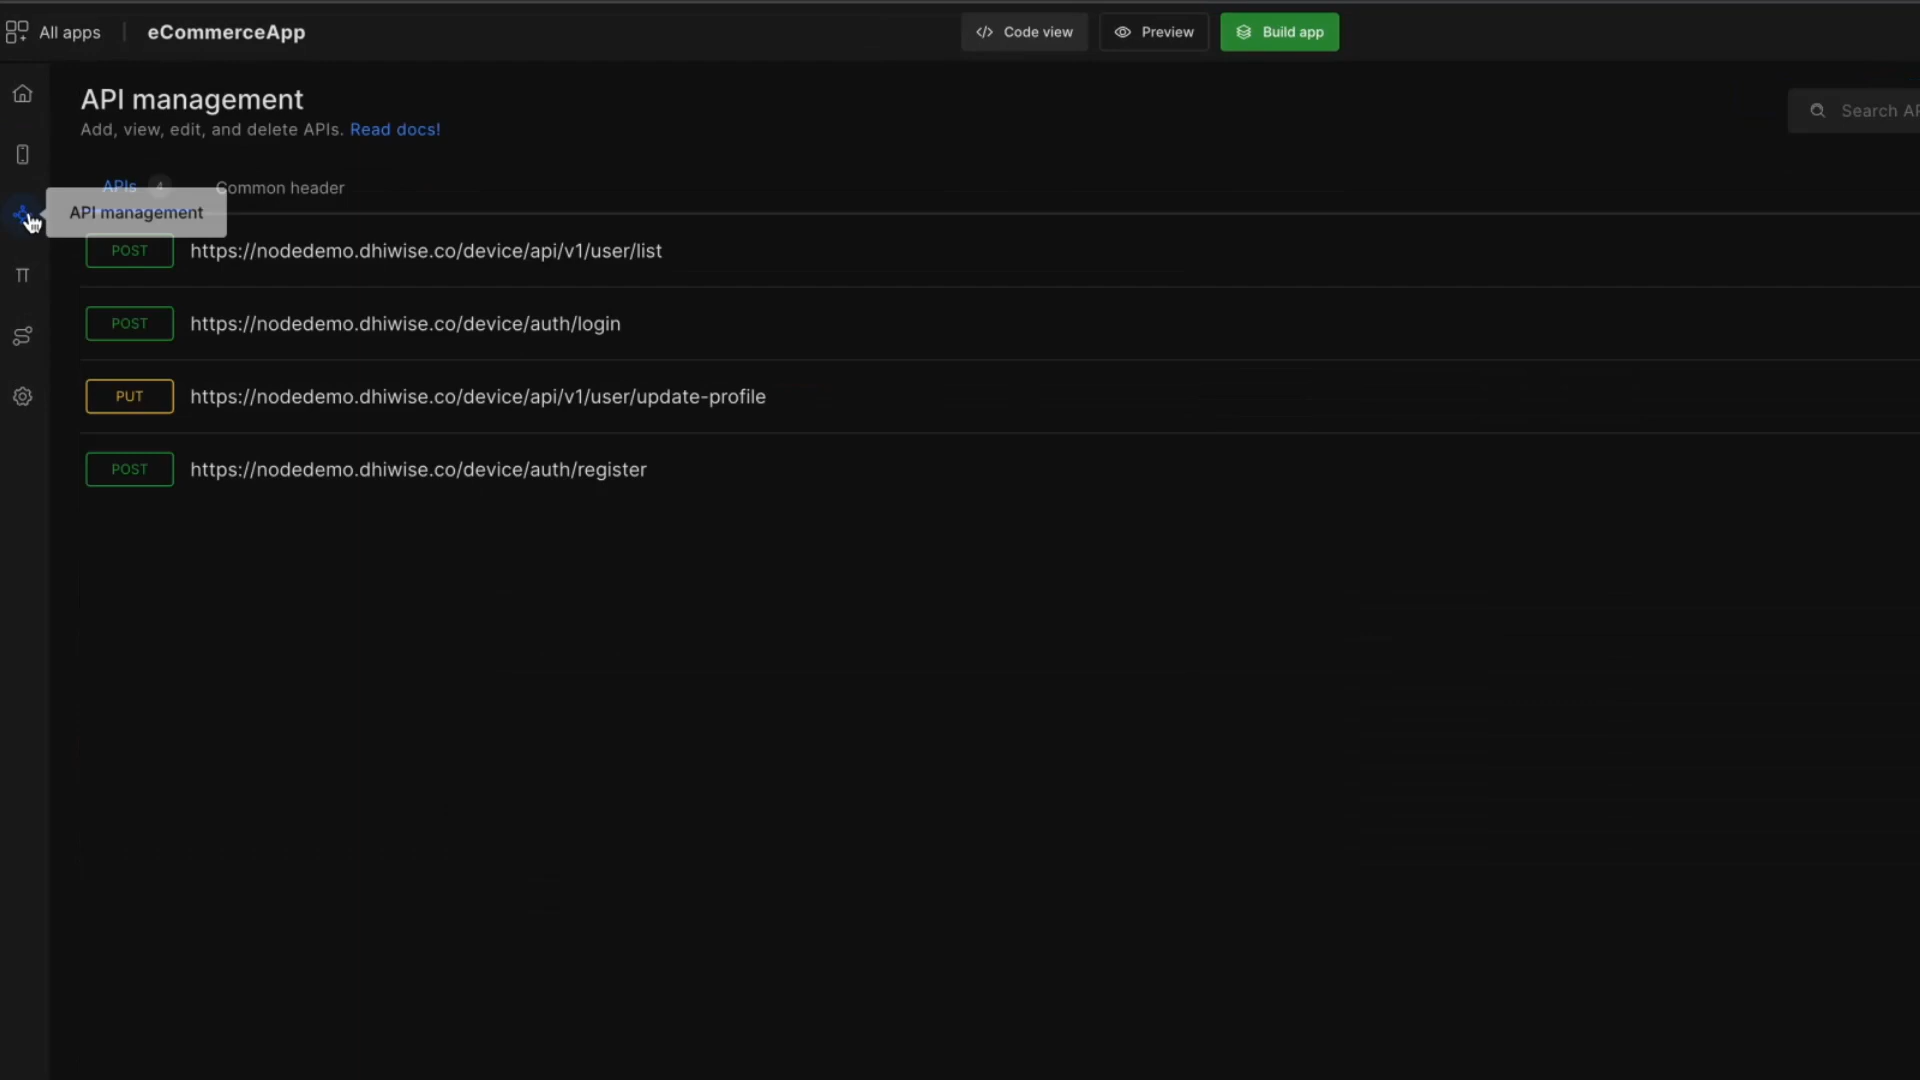 All apps | eCommerceApp
Code view
Preview
Build app
API management
Add, view, edit, and delete APIs. Read docs!
Search
APIs 4
Common header
API management
POST https://nodedemo.dhiwise.co/device/api/v1/user/list
POST https://nodedemo.dhiwise.co/device/auth/login
PUT https://nodedemo.dhiwise.co/device/api/v1/user/update-profile
POST https://nodedemo.dhiwise.co/device/auth/register